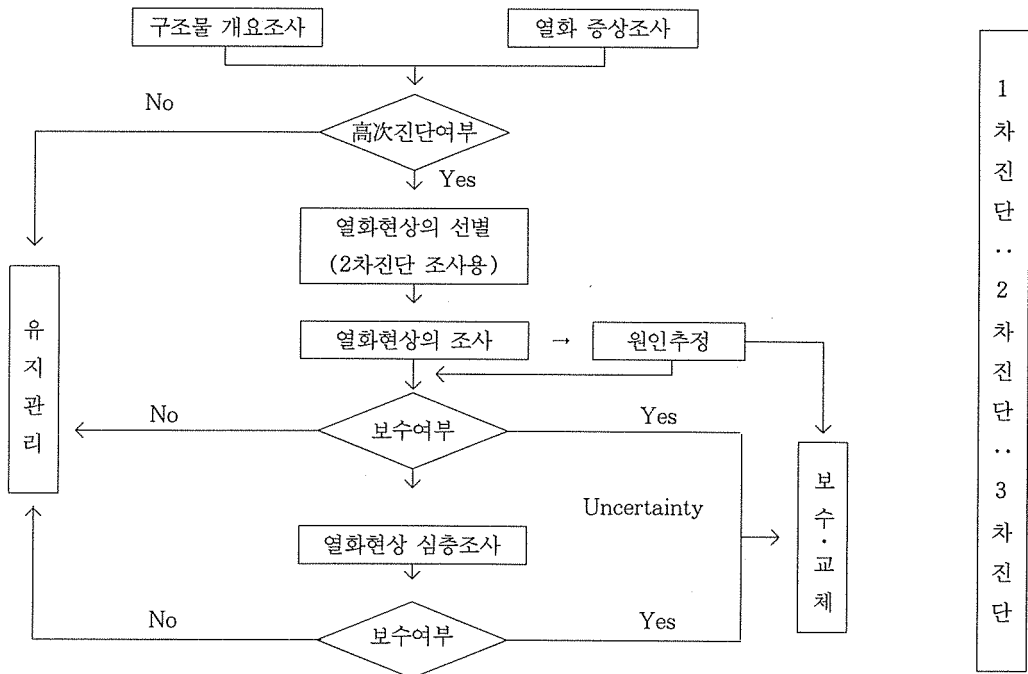 구조물 개요조사
열화 증상조사
No
高次진단여부
Yes
열화현상의 선별
(2차진단 조사용)
유지관리
열화현상의 조사
→
원인추정
No
보수여부
Yes
Uncertainty
보수·교체
열화현상 심층조사
No
보수여부
Yes
1차진단‥2차진단‥3차진단